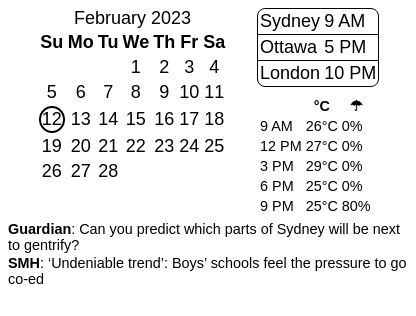 February 2023
Su Mo Tu We Th Fr Sa
1 2 3 4
5 6 7 8 9 10 11
12 13 14 15 16 17 18
19 20 21 22 23 24 25
26 27 28
Sydney 9 AM
Ottawa 5 PM
London 10 PM
°C ☂
9 AM 26°C 0%
12 PM 27°C 0%
3 PM 29°C 0%
6 PM 25°C 0%
9 PM 25°C 80%
Guardian: Can you predict which parts of Sydney will be next
to gentrify?
SMH: ‘Undeniable trend’: Boys’ schools feel the pressure to go
co-ed